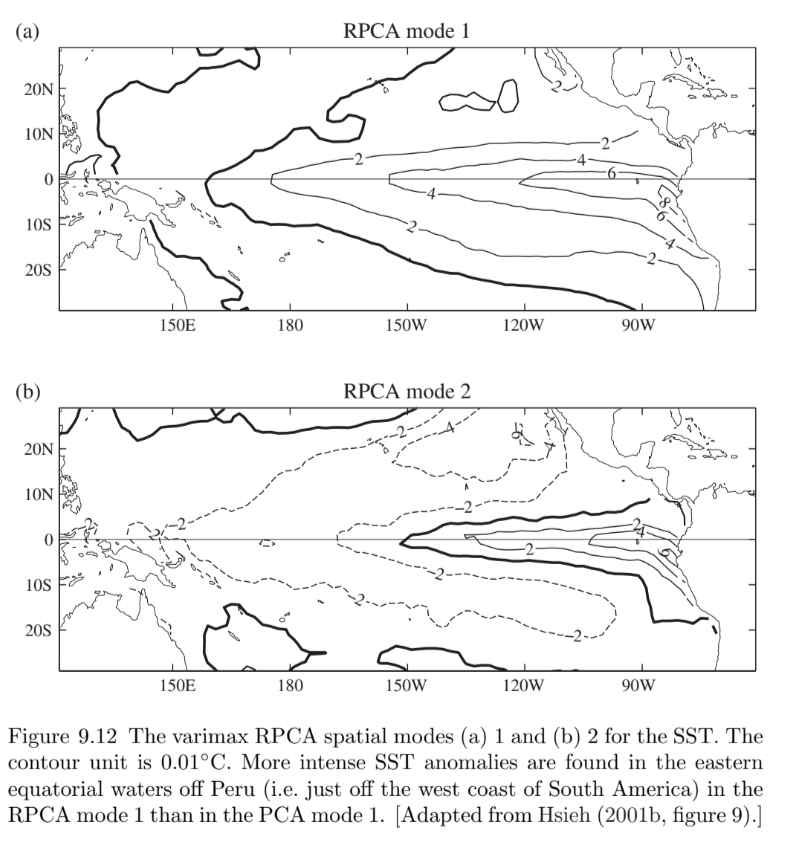 (a) RPCA mode 1
20N
10N
0
10S
20S
2
2
4
6
4
8
6
4
2
2
150E 180 150W 120W 90W
(b) RPCA mode 2
20N
10N
0
10S
20S
2
4
4
2
2
2
2
2
4
2
6
2
2
2
150E 180 150W 120W 90W
Figure 9.12 The varimax RPCA spatial modes (a) 1 and (b) 2 for the SST. The
contour unit is 0.01°C. More intense SST anomalies are found in the eastern
equatorial waters off Peru (i.e. just off the west coast of South America) in the
RPCA mode 1 than in the PCA mode 1. [Adapted from Hsieh (2001b, figure 9).]